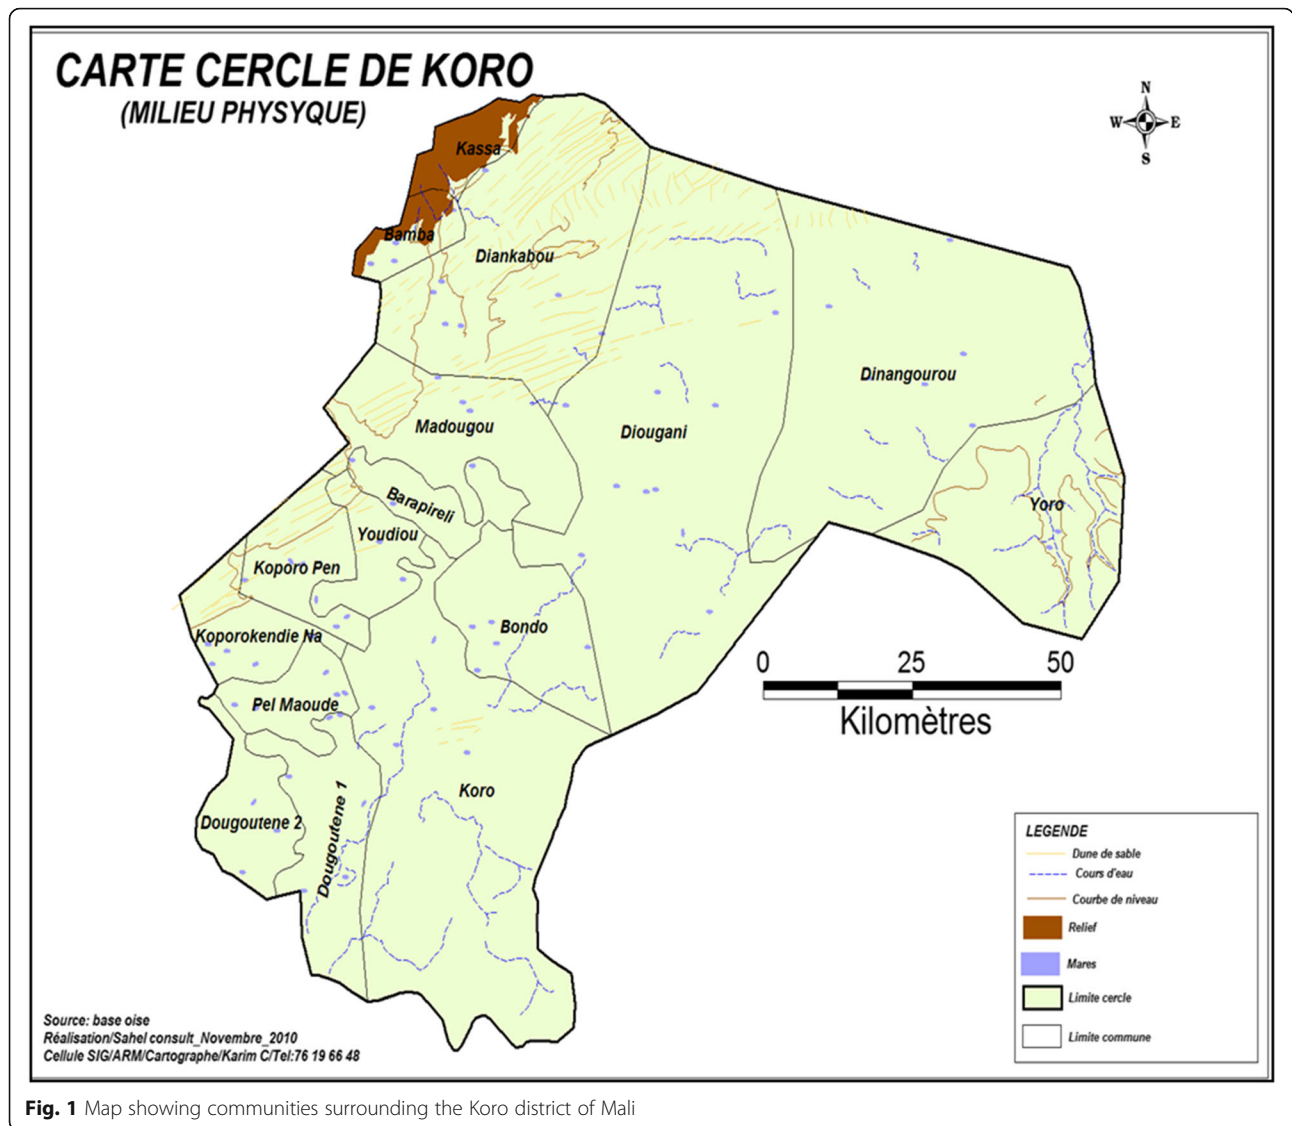 CARTE CERCLE DE KORO
(MILIEU PHYSYQUE)
N
W E
S
Kassa
Bamba
Diankabou
Dinangourou
Madougou
Diougani
Barapireli
Yoro
Youdiou
Koporo Pen
Bondo
Koporokendie Na
0 25 50
Kilomètres
Pel Maoude
Koro
Dougoutene 1
Dougoutene 2
LEGENDE
Dune de sable
Cours d'eau
Courbe de niveau
Relief
Mares
Limite cercle
Limite commune
Source: base oise
Réalisation/Sahel consult_Novembre_2010
Cellule SIG/ARM/Cartographe/Karim C/Tel:76 19 66 48
Fig. 1 Map showing communities surrounding the Koro district of Mali